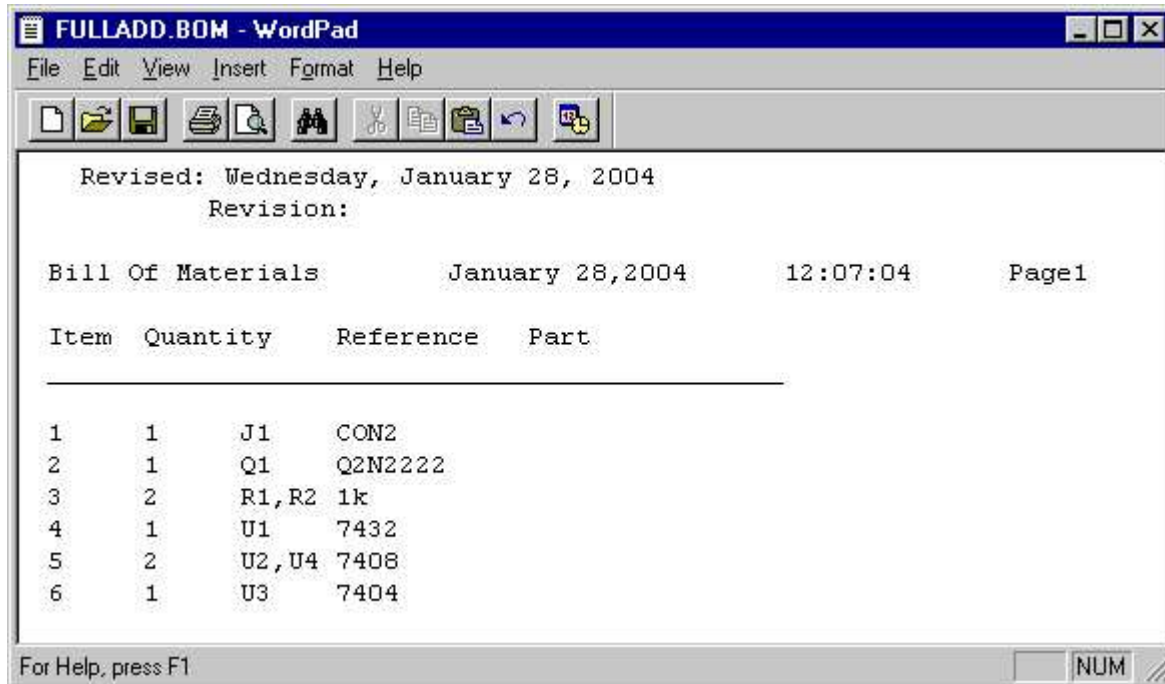 FULLADD.BOM - WordPad
File Edit View Insert Format Help
Revised: Wednesday, January 28, 2004
Revision:
Bill Of Materials January 28,2004 12:07:04 Page1
Item Quantity Reference Part
1 1 J1 CON2
2 1 Q1 Q2N2222
3 2 R1,R2 1k
4 1 U1 7432
5 2 U2,U4 7408
6 1 U3 7404
For Help, press F1 NUM